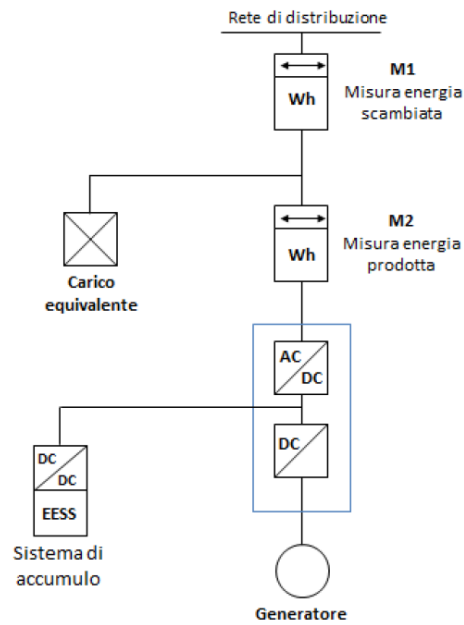 Rete di distribuzione
M1
Misura energia
scambiata
Wh
M2
Misura energia
prodotta
Wh
Carico
equivalente
AC
DC
DC
DC
DC
EESS
Sistema di
accumulo
Generatore